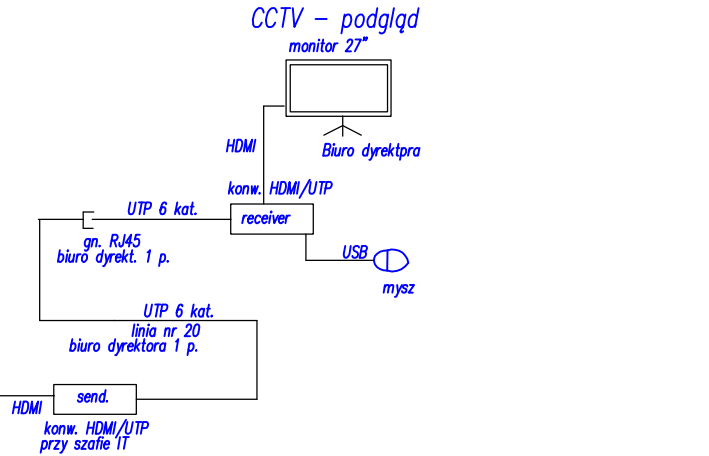 CCTV – podgląd
monitor 27"
HDMI
Biuro dyrektpra
konw. HDMI/UTP
receiver
UTP 6 kat.
gn. RJ45
biuro dyrekt. 1 p.
USB
mysz
UTP 6 kat.
linia nr 20
biuro dyrektora 1 p.
send.
HDMI
konw. HDMI/UTP
przy szafie IT